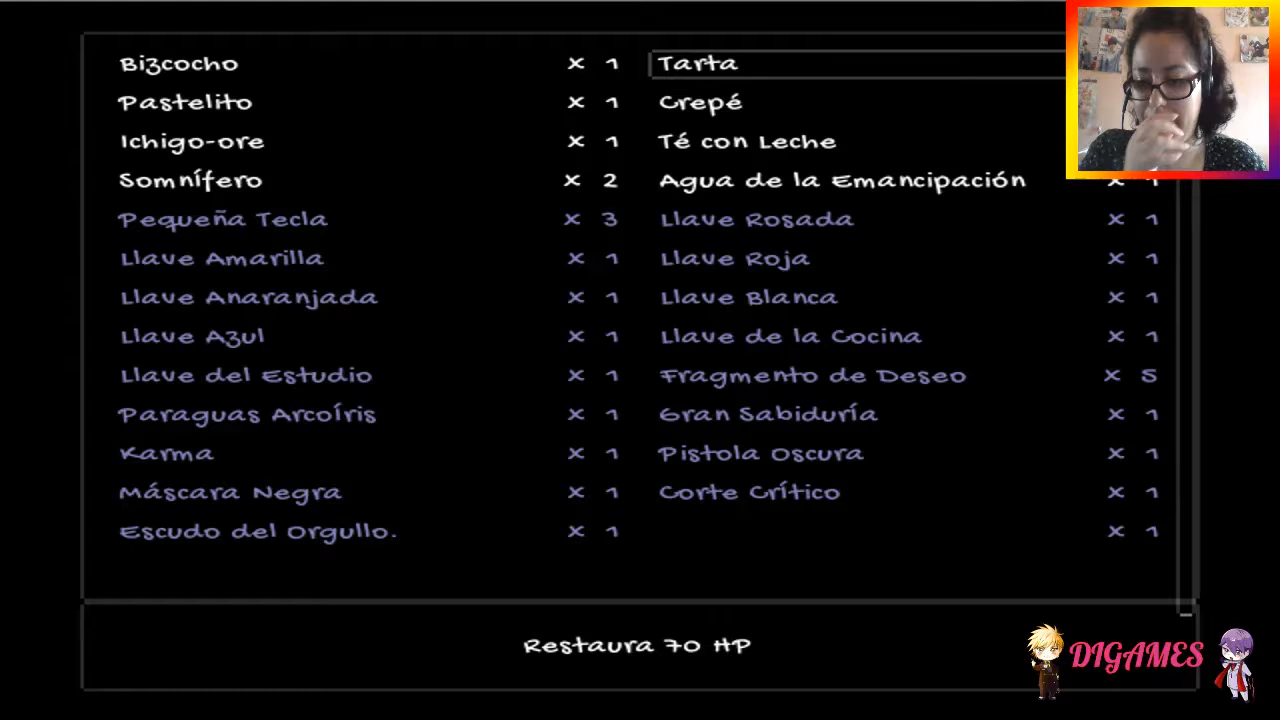 Bizcocho x 1 Tarta
Pastelito x 1 Crepé
Ichigo-ore x 1 Té con Leche
Somnífero x 2 Agua de la Emancipación x 1
Pequeña Tecla x 3 Llave Rosada x 1
Llave Amarilla x 1 Llave Roja x 1
Llave Anaranjada x 1 Llave Blanca x 1
Llave Azul x 1 Llave de la Cocina x 1
Llave del Estudio x 1 Fragmento de Deseo x 5
Paraguas Arcoíris x 1 Gran Sabiduría x 1
Karma x 1 Pistola Oscura x 1
Máscara Negra x 1 Corte Crítico x 1
Escudo del Orgullo. x 1 x 1
Restaura 70 HP
DIGAMES